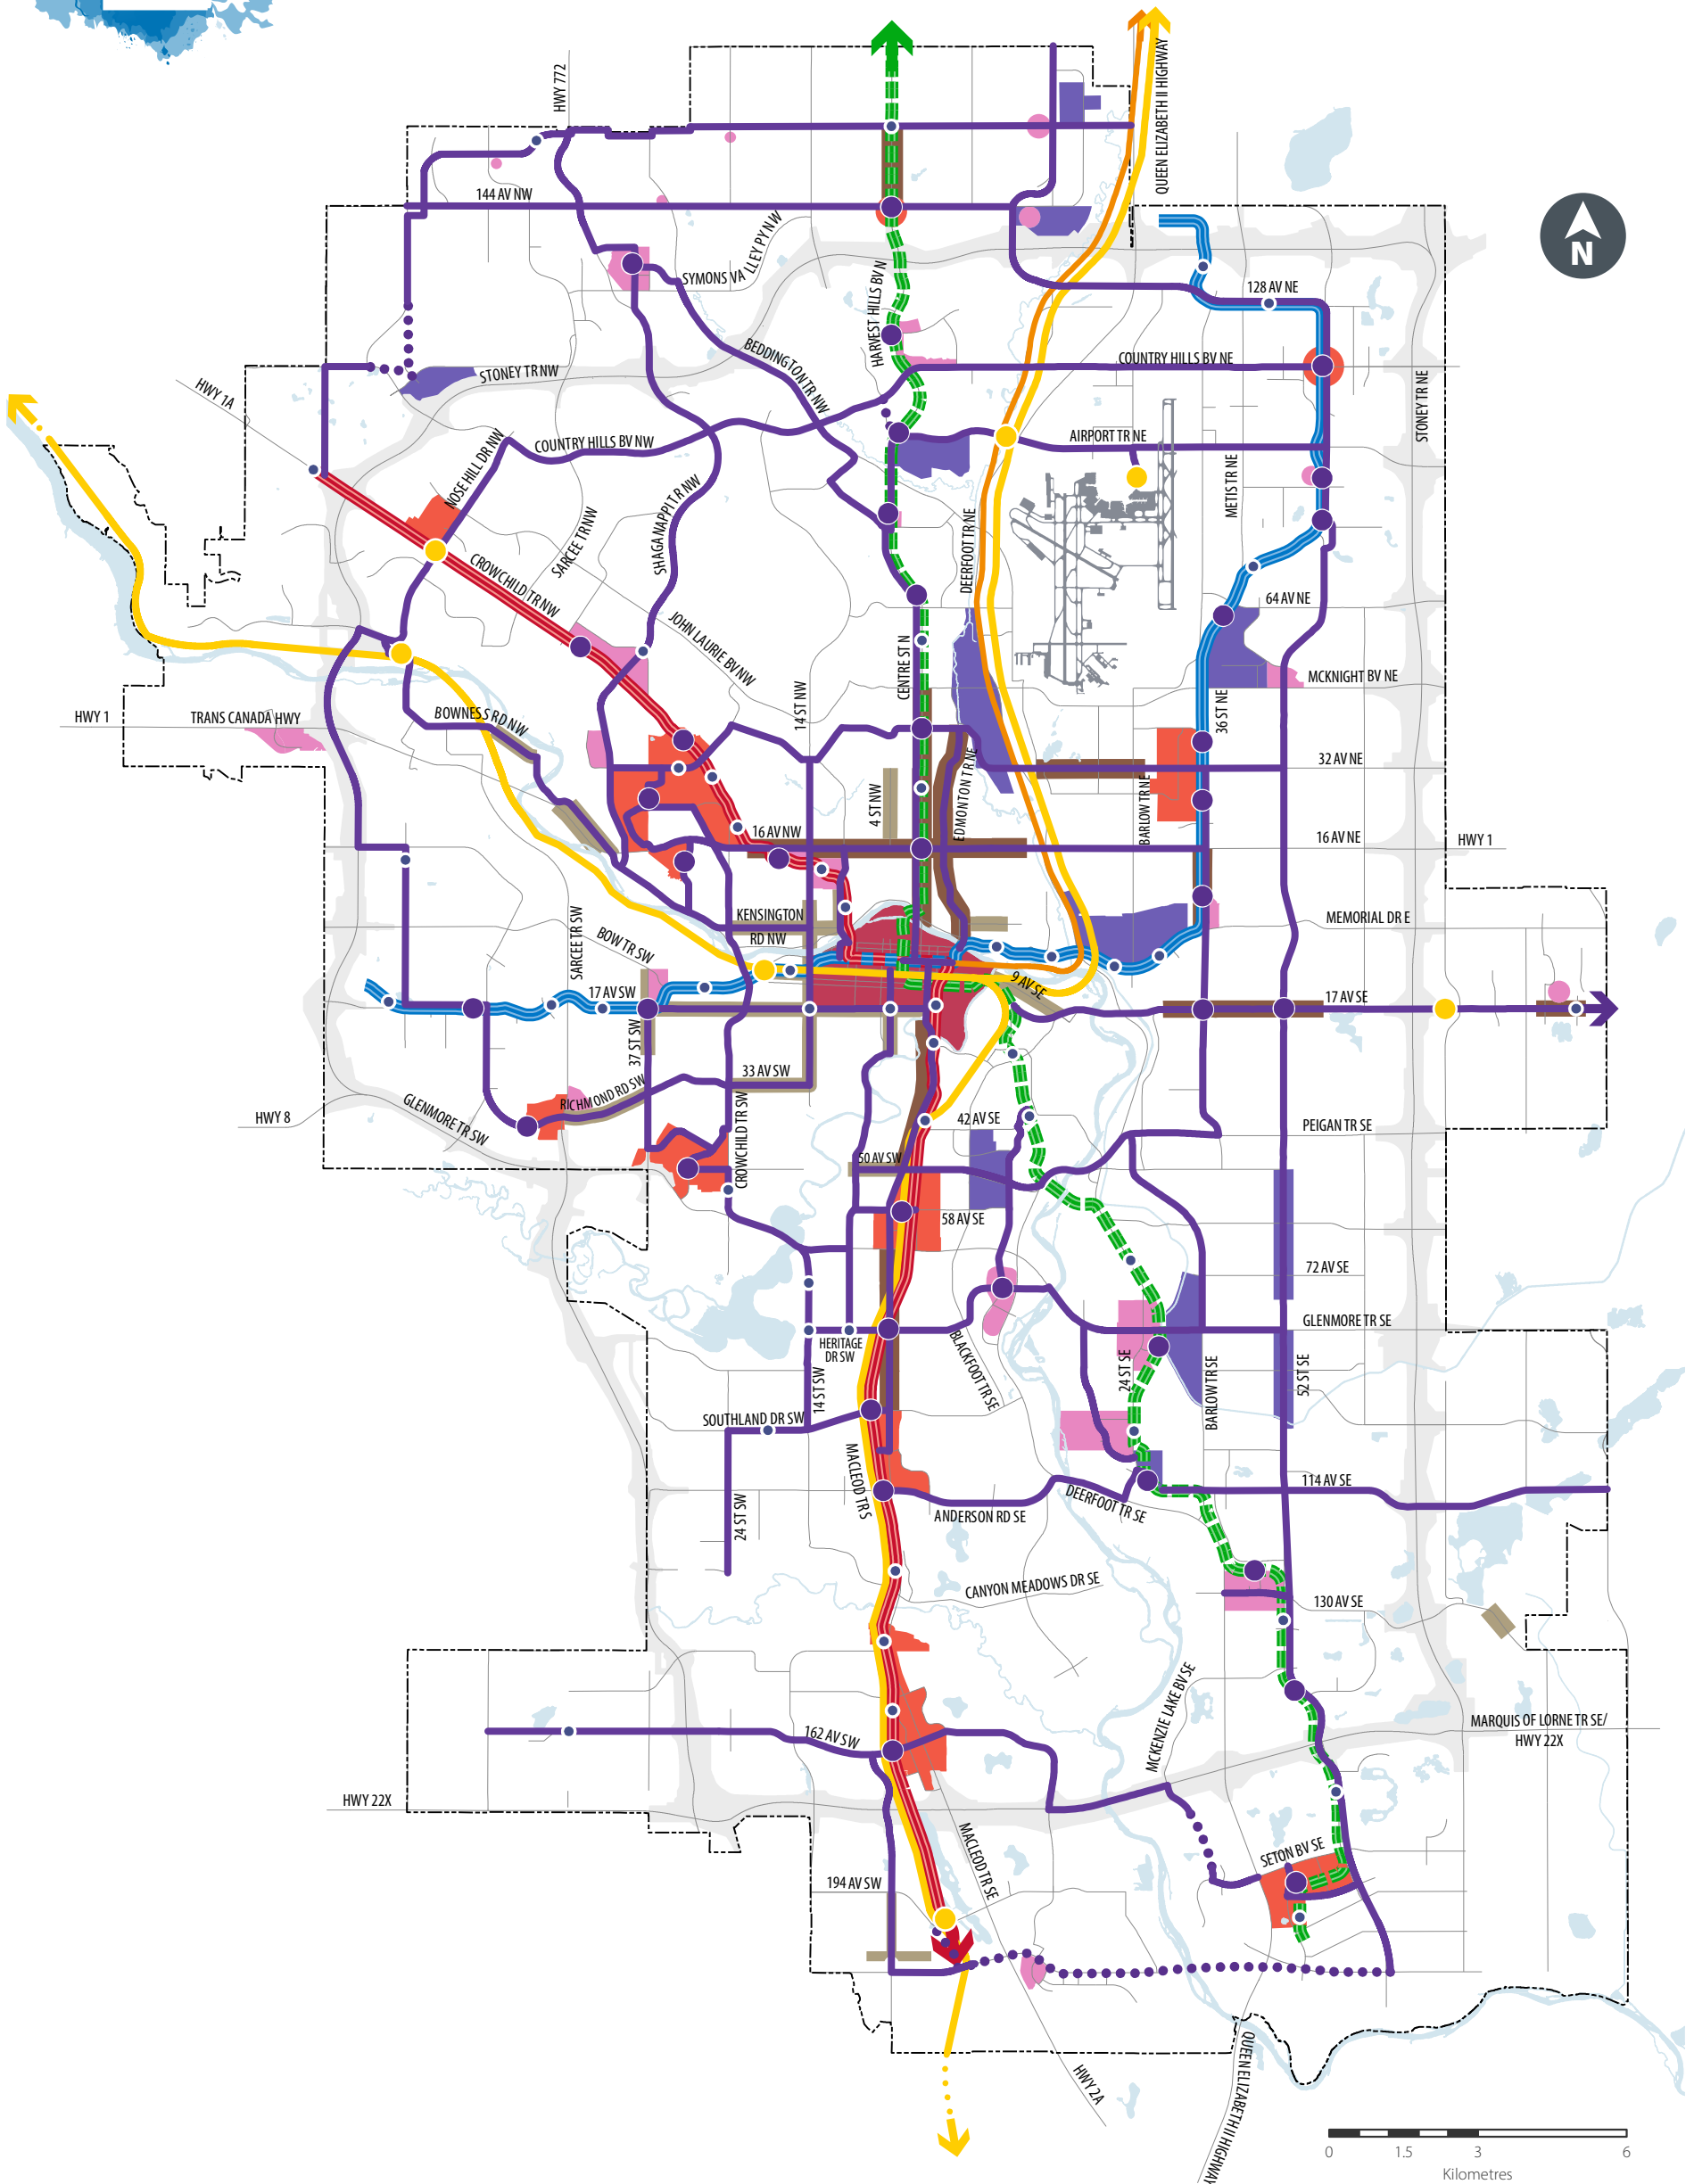 HWY 772
QUEEN ELIZABETH II HIGHWAY
N
144 AV NW
SYMONS VALLEY PY NW
HARVEST HILLS BV N
128 AV NE
BEDDINGTON TR NW
COUNTRY HILLS BV NE
STONEY TR NW
HWY 1A
STONEY TR NE
NOSE HILL DR NW
COUNTRY HILLS BV NW
AIRPORT TR NE
METIS TR NE
SHAGANAPPI TR NW
SARCEE TR NW
DEERFOOT TR NE
CROWCHILD TR NW
64 AV NE
JOHN LAURIE BV NW
CENTRE ST N
MCKNIGHT BV NE
14 ST NW
36 ST NE
HWY 1
TRANS CANADA HWY
BOWNESS RD NW
32 AV NE
EDMONTON TR NE
4 ST NW
BARLOW TR NE
16 AV NW
16 AV NE
HWY 1
KENSINGTON
RD NW
MEMORIAL DR E
SARCEE TR SW
BOW TR SW
9 AV SE
17 AV SW
17 AV SE
37 ST SW
33 AV SW
RICHMOND RD SW
HWY 8
GLENMORE TR SW
CROWCHILD TR SW
42 AV SE
PEIGAN TR SE
50 AV SW
58 AV SE
72 AV SE
GLENMORE TR SE
HERITAGE
DR SW
BLACKFOOT TR SE
24 ST SE
BARLOW TR SE
52 ST SE
14 ST SW
SOUTHLAND DR SW
MACLEOD TR S
24 ST SW
114 AV SE
DEERFOOT TR SE
ANDERSON RD SE
CANYON MEADOWS DR SE
130 AV SE
MCKENZIE LAKE BV SE
162 AV SW
MARQUIS OF LORNE TR SE/
HWY 22X
HWY 22X
MACLEOD TR SE
SETON BV SE
194 AV SW
HWY 2A
QUEEN ELIZABETH II HIGHWAY
0 1.5 3 6
Kilometres